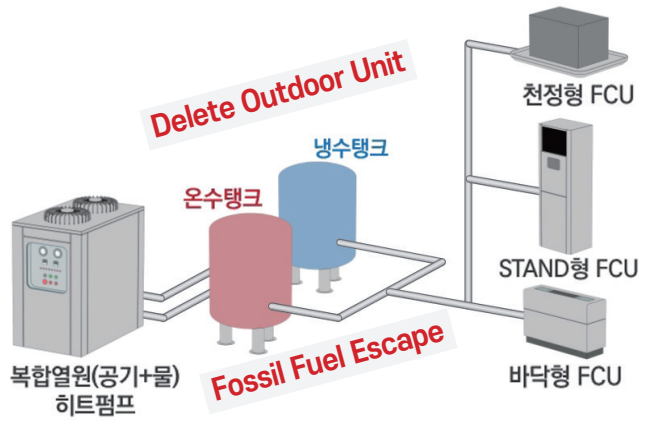 Delete Outdoor Unit
천정형 FCU
냉수탱크
온수탱크
STAND형 FCU
복합열원(공기+물)
히트펌프
Fossil Fuel Escape
바닥형 FCU